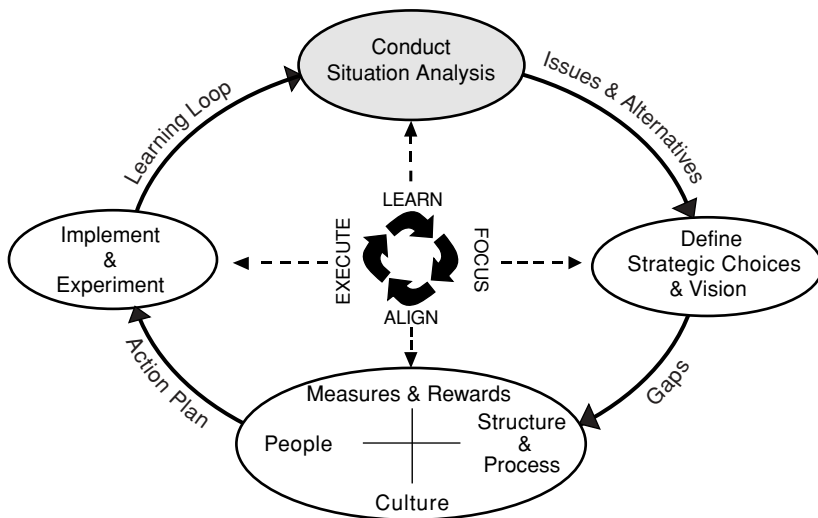 Conduct
Situation Analysis
Issues & Alternatives
Learning Loop
LEARN
EXECUTE
FOCUS
ALIGN
Implement
&
Experiment
Define
Strategic Choices
& Vision
Action Plan
Gaps
Measures & Rewards
People
Structure
&
Process
Culture